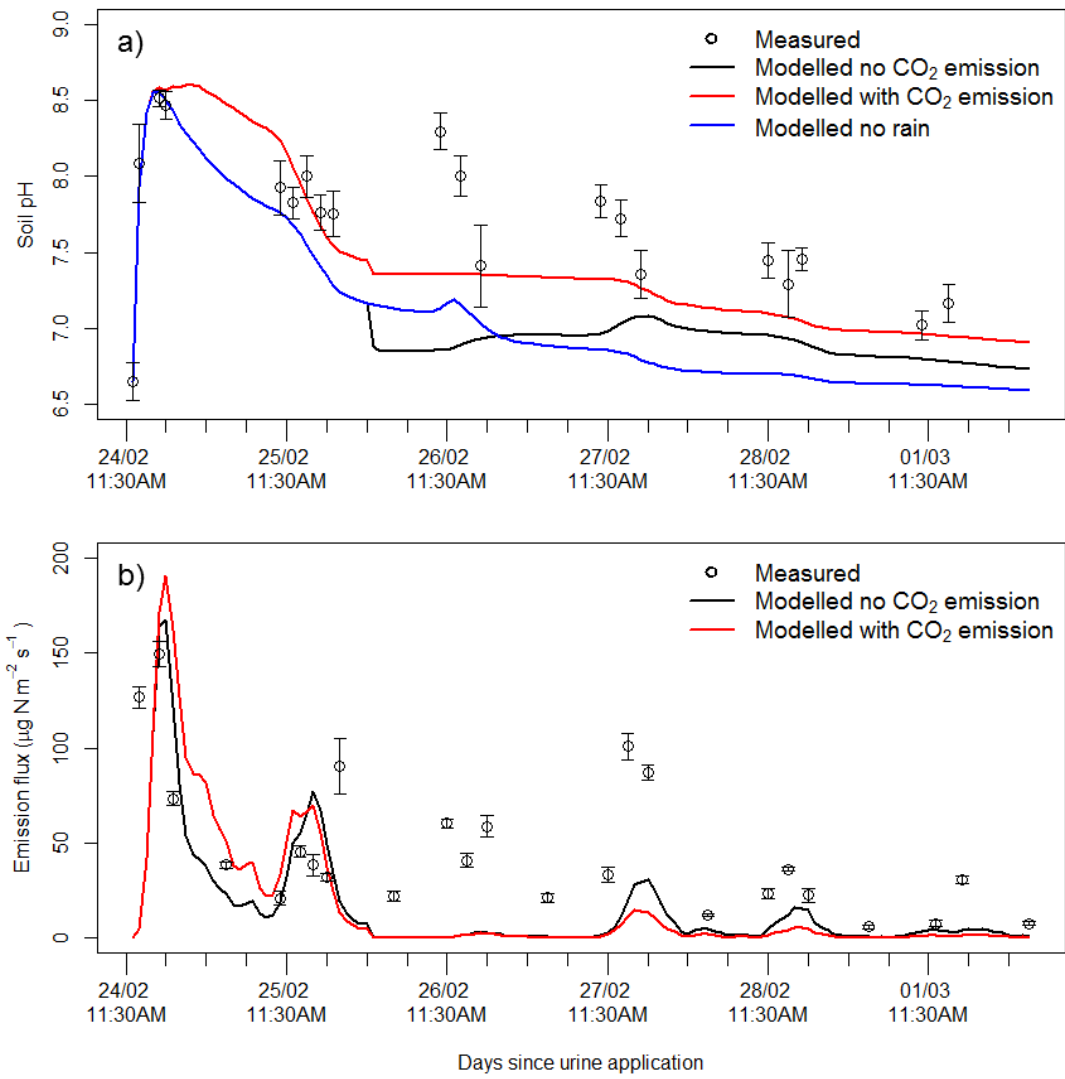 a)
Measured
Modelled no CO₂ emission
Modelled with CO₂ emission
Modelled no rain
Soil pH
9.0
8.5
8.0
7.5
7.0
6.5
24/02 11:30AM
25/02 11:30AM
26/02 11:30AM
27/02 11:30AM
28/02 11:30AM
01/03 11:30AM
b)
Measured
Modelled no CO₂ emission
Modelled with CO₂ emission
Emission flux (µg N m⁻² s⁻¹)
200
150
100
50
0
24/02 11:30AM
25/02 11:30AM
26/02 11:30AM
27/02 11:30AM
28/02 11:30AM
01/03 11:30AM
Days since urine application